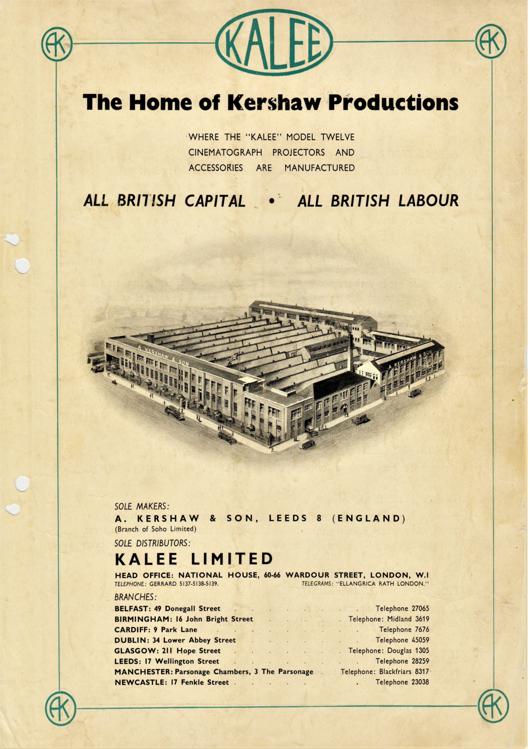 AK
KALEE
AK
The Home of Kershaw Productions
WHERE THE "KALEE" MODEL TWELVE
CINEMATOGRAPH PROJECTORS AND
ACCESSORIES ARE MANUFACTURED
ALL BRITISH CAPITAL • ALL BRITISH LABOUR
A. KERSHAW & SON
A. KERSHAW
SOLE MAKERS:
A. KERSHAW & SON, LEEDS 8 (ENGLAND)
(Branch of Soho Limited)
SOLE DISTRIBUTORS:
KALEE LIMITED
HEAD OFFICE: NATIONAL HOUSE, 60-66 WARDOUR STREET, LONDON, W.1
TELEPHONE: GERRARD 5137-5138-5139. TELEGRAMS: "ELLANGRICA RATH LONDON."
BRANCHES:
BELFAST: 49 Donegall Street Telephone 27065
BIRMINGHAM: 16 John Bright Street Telephone: Midland 3619
CARDIFF: 9 Park Lane Telephone 7676
DUBLIN: 34 Lower Abbey Street Telephone 45059
GLASGOW: 211 Hope Street Telephone: Douglas 1305
LEEDS: 17 Wellington Street Telephone 28259
MANCHESTER: Parsonage Chambers, 3 The Parsonage Telephone: Blackfriars 8317
NEWCASTLE: 17 Fenkle Street Telephone 23038
AK
AK